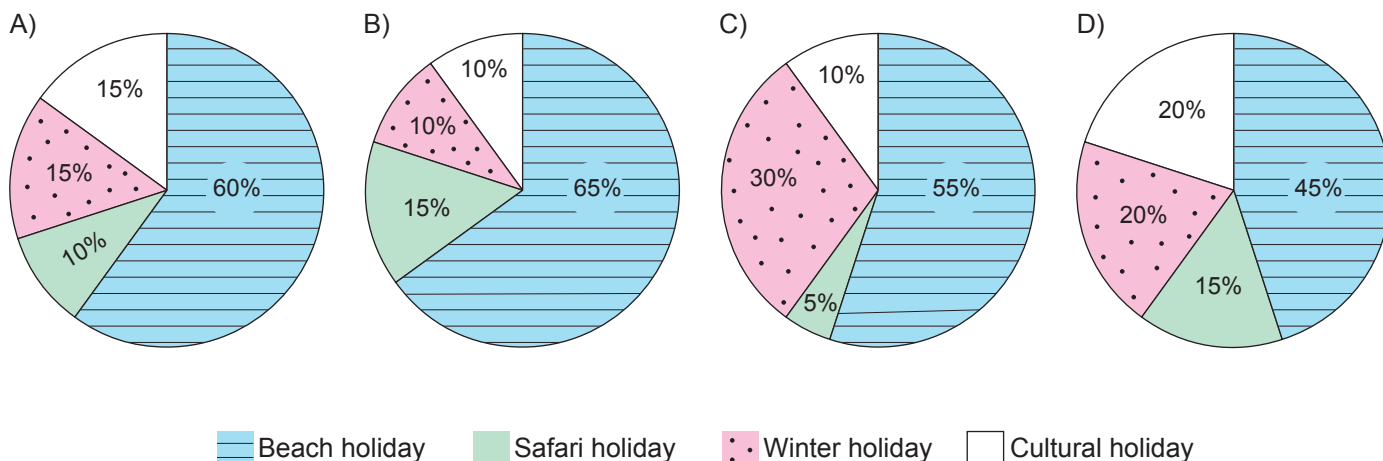 A)
B)
C)
D)
15%
15%
10%
60%
10%
10%
15%
65%
10%
30%
5%
55%
20%
20%
15%
45%
Beach holiday
Safari holiday
Winter holiday
Cultural holiday